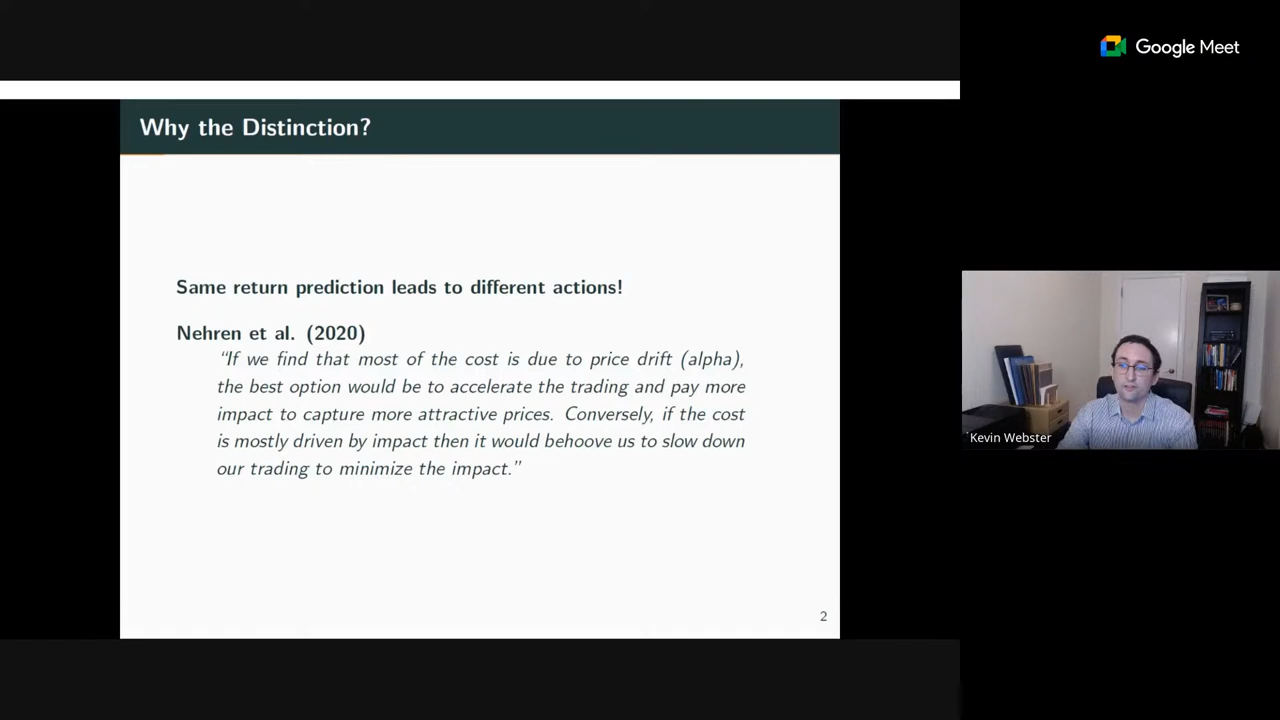 Google Meet
Why the Distinction?
Same return prediction leads to different actions!
Nehren et al. (2020)
“If we find that most of the cost is due to price drift (alpha),
the best option would be to accelerate the trading and pay more
impact to capture more attractive prices. Conversely, if the cost
is mostly driven by impact then it would behoove us to slow down
our trading to minimize the impact.”
2
Kevin Webster